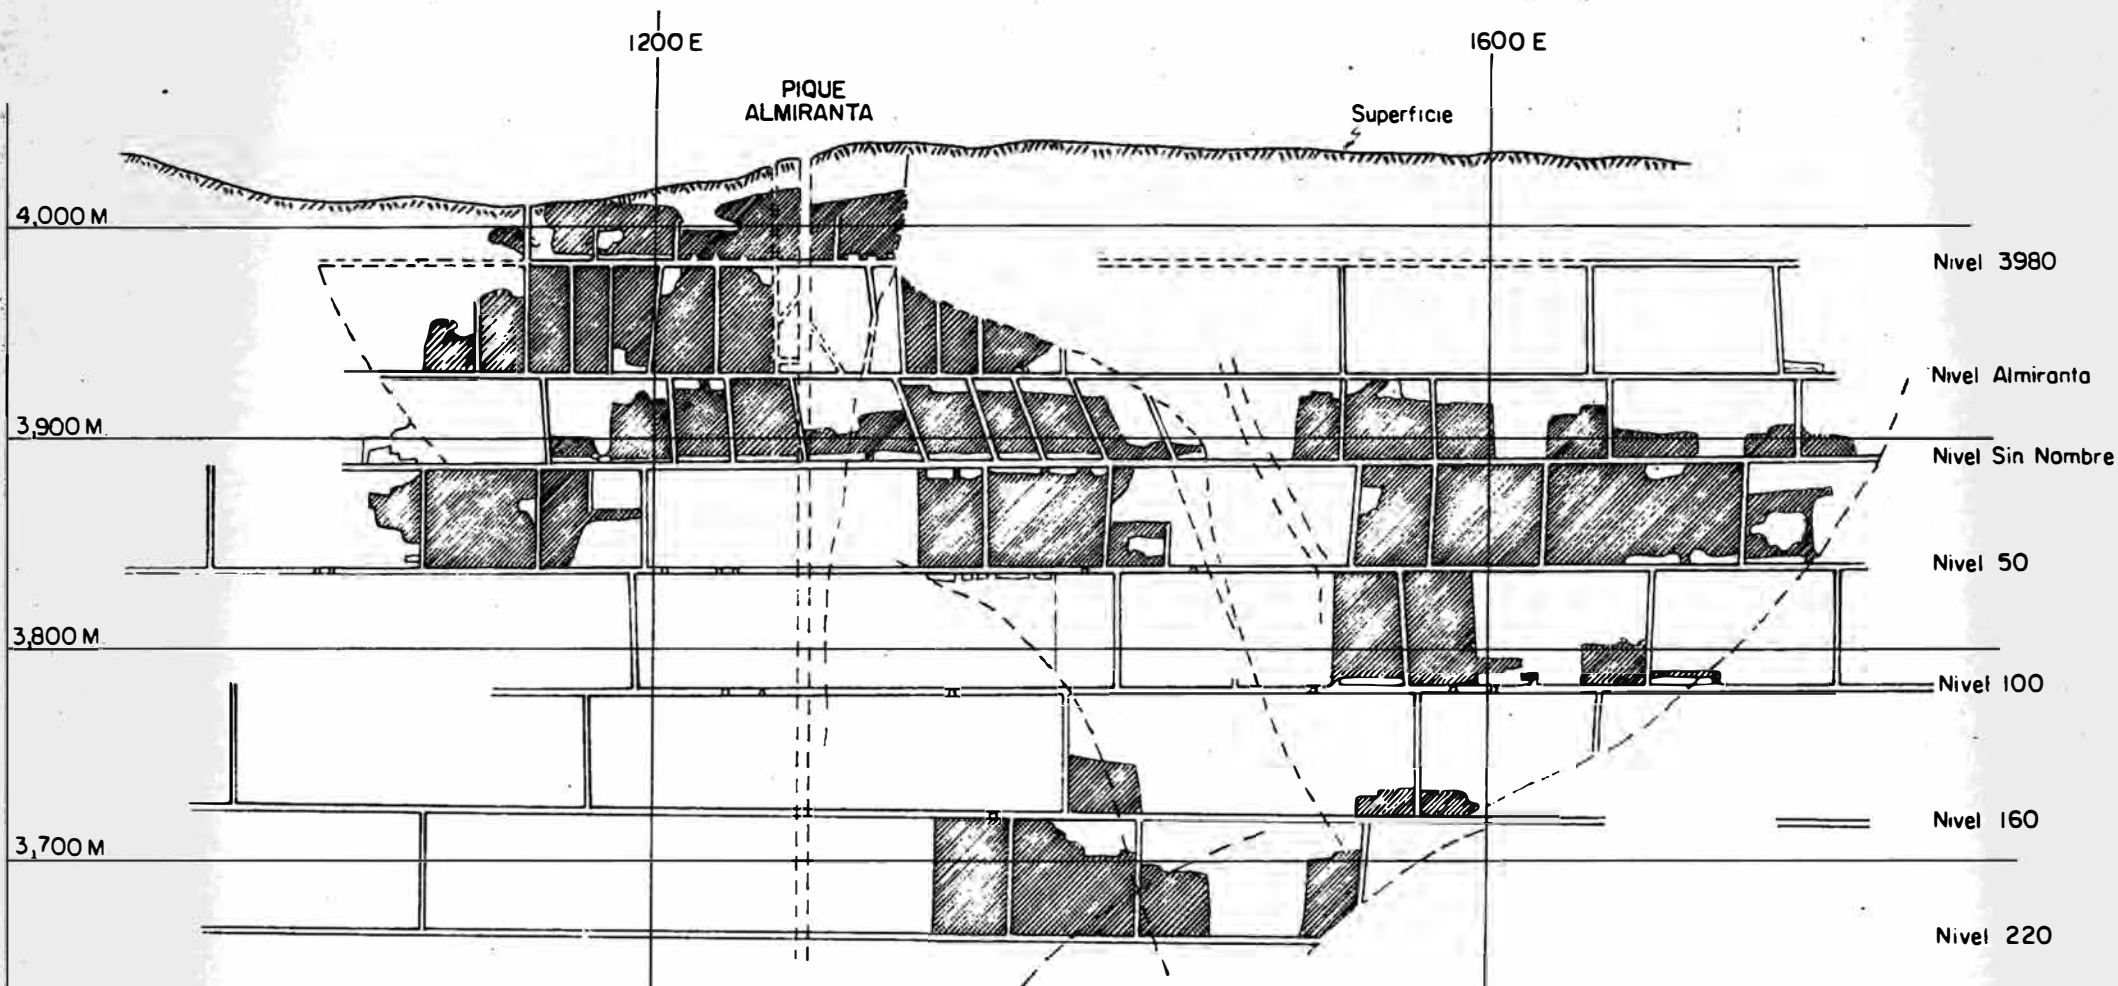 1200 E
1600 E
PIQUE
ALMIRANTA
Superficie
4,000 M.
Nivel 3980
Nivel Almiranta
3,900 M.
Nivel Sin Nombre
Nivel 50
3,800 M
Nivel 100
Nivel 160
3,700 M
Nivel 220